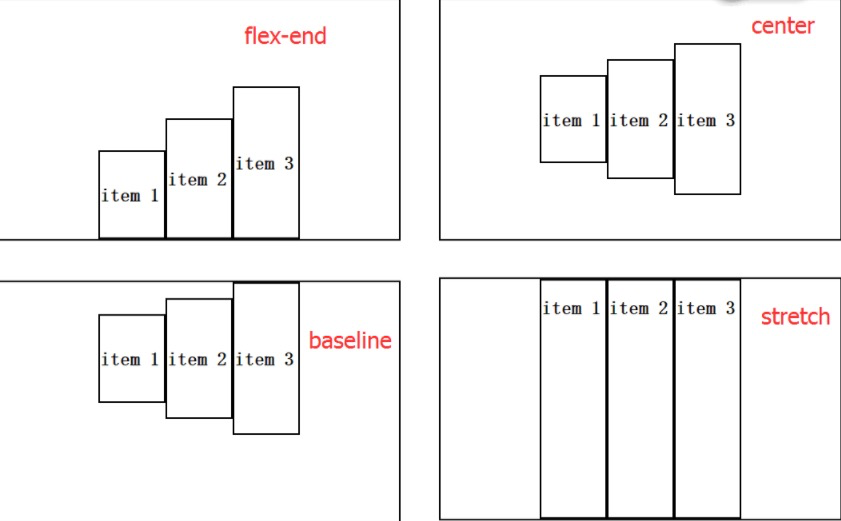 flex-end
item 1
item 2
item 3
center
item 1 item 2 item 3
baseline
item 1 item 2 item 3
stretch
item 1 item 2 item 3